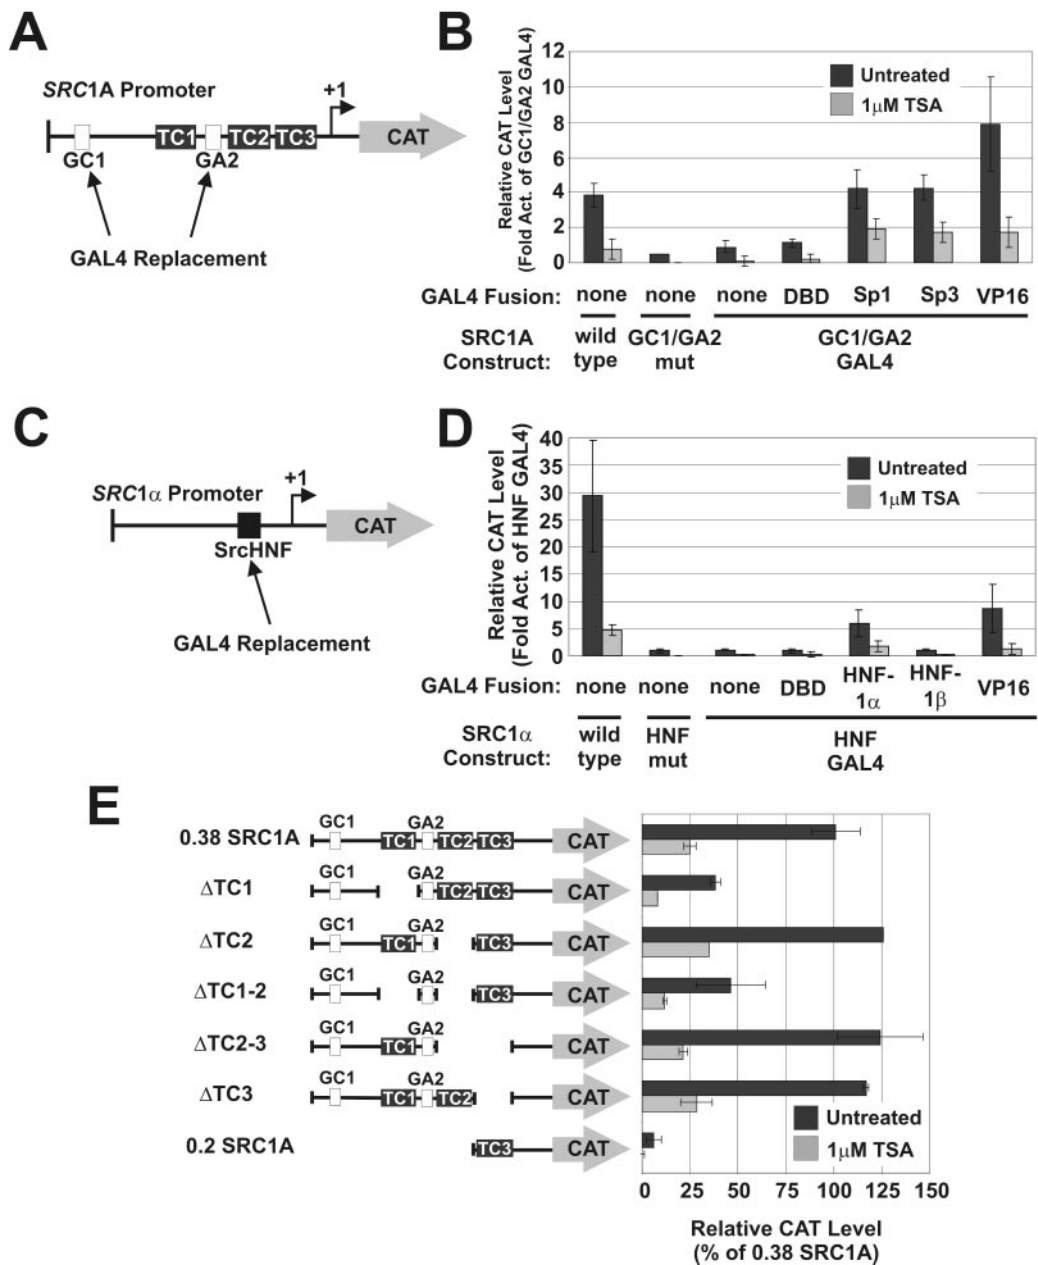 A
SRC1A Promoter
+1
TC1
TC2
TC3
CAT
GC1
GA2
GAL4 Replacement
B
Relative CAT Level
(Fold Act. of GC1/GA2 GAL4)
12
10
8
6
4
2
0
Untreated
1µM TSA
GAL4 Fusion:
none
none
none
DBD
Sp1
Sp3
VP16
SRC1A
Construct:
wild
type
GC1/GA2
mut
GC1/GA2
GAL4
C
SRC1α Promoter
+1
CAT
SrcHNF
GAL4 Replacement
D
Relative CAT Level
(Fold Act. of HNF GAL4)
40
35
30
25
20
15
10
5
0
Untreated
1µM TSA
GAL4 Fusion:
none
none
none
DBD
HNF-
1α
HNF-
1β
VP16
SRC1α
Construct:
wild
type
HNF
mut
HNF
GAL4
E
0.38 SRC1A
GC1
TC1
GA2
TC2
TC3
CAT
ΔTC1
GC1
GA2
TC2
TC3
CAT
ΔTC2
GC1
TC1
GA2
TC3
CAT
ΔTC1-2
GC1
GA2
TC3
CAT
ΔTC2-3
GC1
TC1
GA2
CAT
ΔTC3
GC1
TC1
GA2
TC2
CAT
0.2 SRC1A
TC3
CAT
Untreated
1µM TSA
0
25
50
75
100
125
150
Relative CAT Level
(% of 0.38 SRC1A)